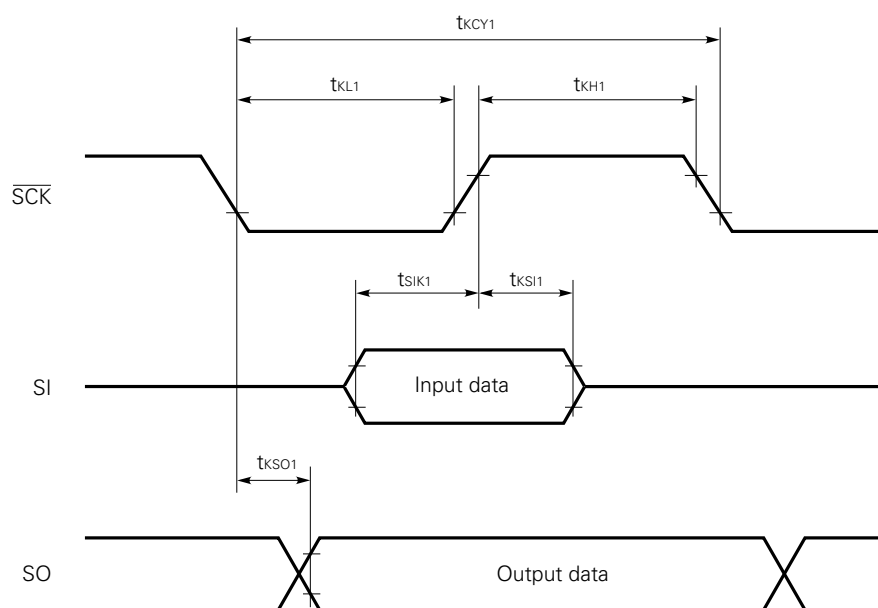 tKCY1
tKL1
tKH1
SCK
tSIK1
tKSI1
SI
Input data
tKSO1
SO
Output data